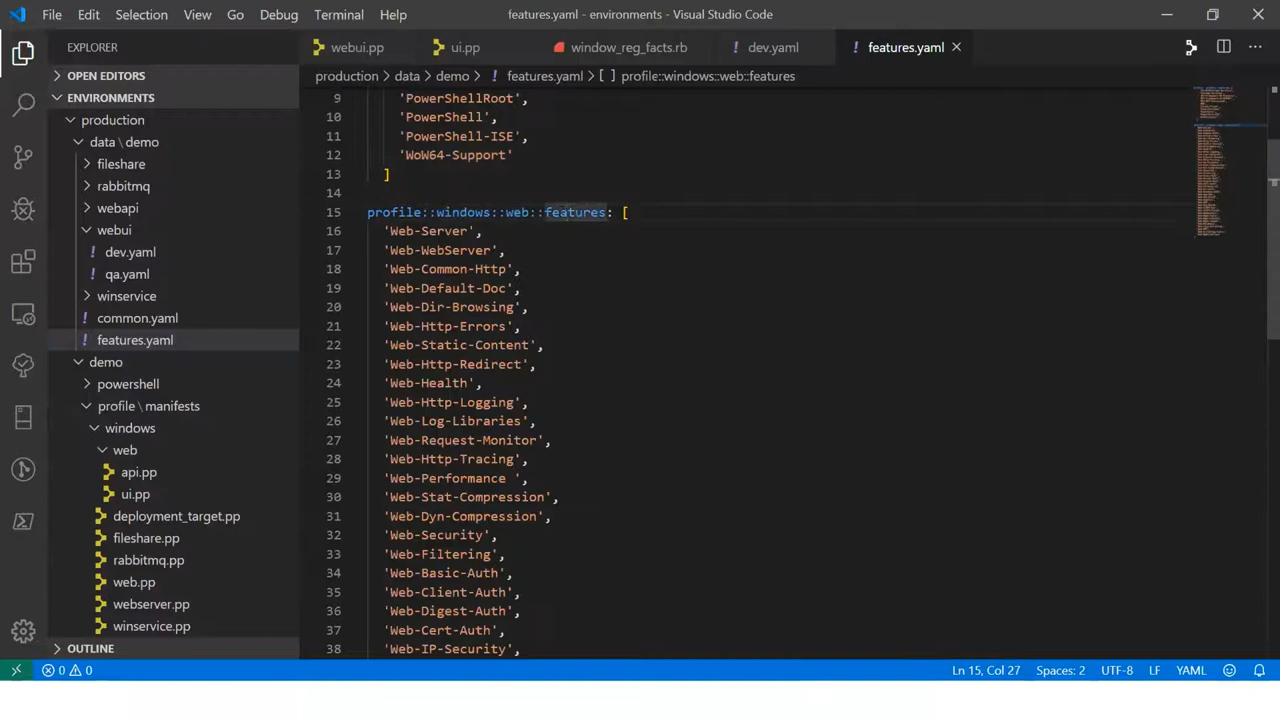 File Edit Selection View Go Debug Terminal Help
features.yaml - environments - Visual Studio Code
EXPLORER
OPEN EDITORS
ENVIRONMENTS
production
data \ demo
fileshare
rabbitmq
webapi
webui
! dev.yaml
! qa.yaml
winservice
! common.yaml
! features.yaml
demo
powershell
profile \ manifests
windows
web
api.pp
ui.pp
deployment_target.pp
fileshare.pp
rabbitmq.pp
web.pp
webserver.pp
winservice.pp
OUTLINE
webui.pp ui.pp window_reg_facts.rb ! dev.yaml ! features.yaml
production > data > demo > ! features.yaml > [ ] profile::windows::web::features
9 'PowerShellRoot',
10 'PowerShell',
11 'PowerShell-ISE',
12 'WoW64-Support'
13 ]
14
15 profile::windows::web::features: [
16 'Web-Server',
17 'Web-WebServer',
18 'Web-Common-Http',
19 'Web-Default-Doc',
20 'Web-Dir-Browsing',
21 'Web-Http-Errors',
22 'Web-Static-Content',
23 'Web-Http-Redirect',
24 'Web-Health',
25 'Web-Http-Logging',
26 'Web-Log-Libraries',
27 'Web-Request-Monitor',
28 'Web-Http-Tracing',
29 'Web-Performance ',
30 'Web-Stat-Compression',
31 'Web-Dyn-Compression',
32 'Web-Security',
33 'Web-Filtering',
34 'Web-Basic-Auth',
35 'Web-Client-Auth',
36 'Web-Digest-Auth',
37 'Web-Cert-Auth',
38 'Web-IP-Security',
0 0
Ln 15, Col 27 Spaces: 2 UTF-8 LF YAML